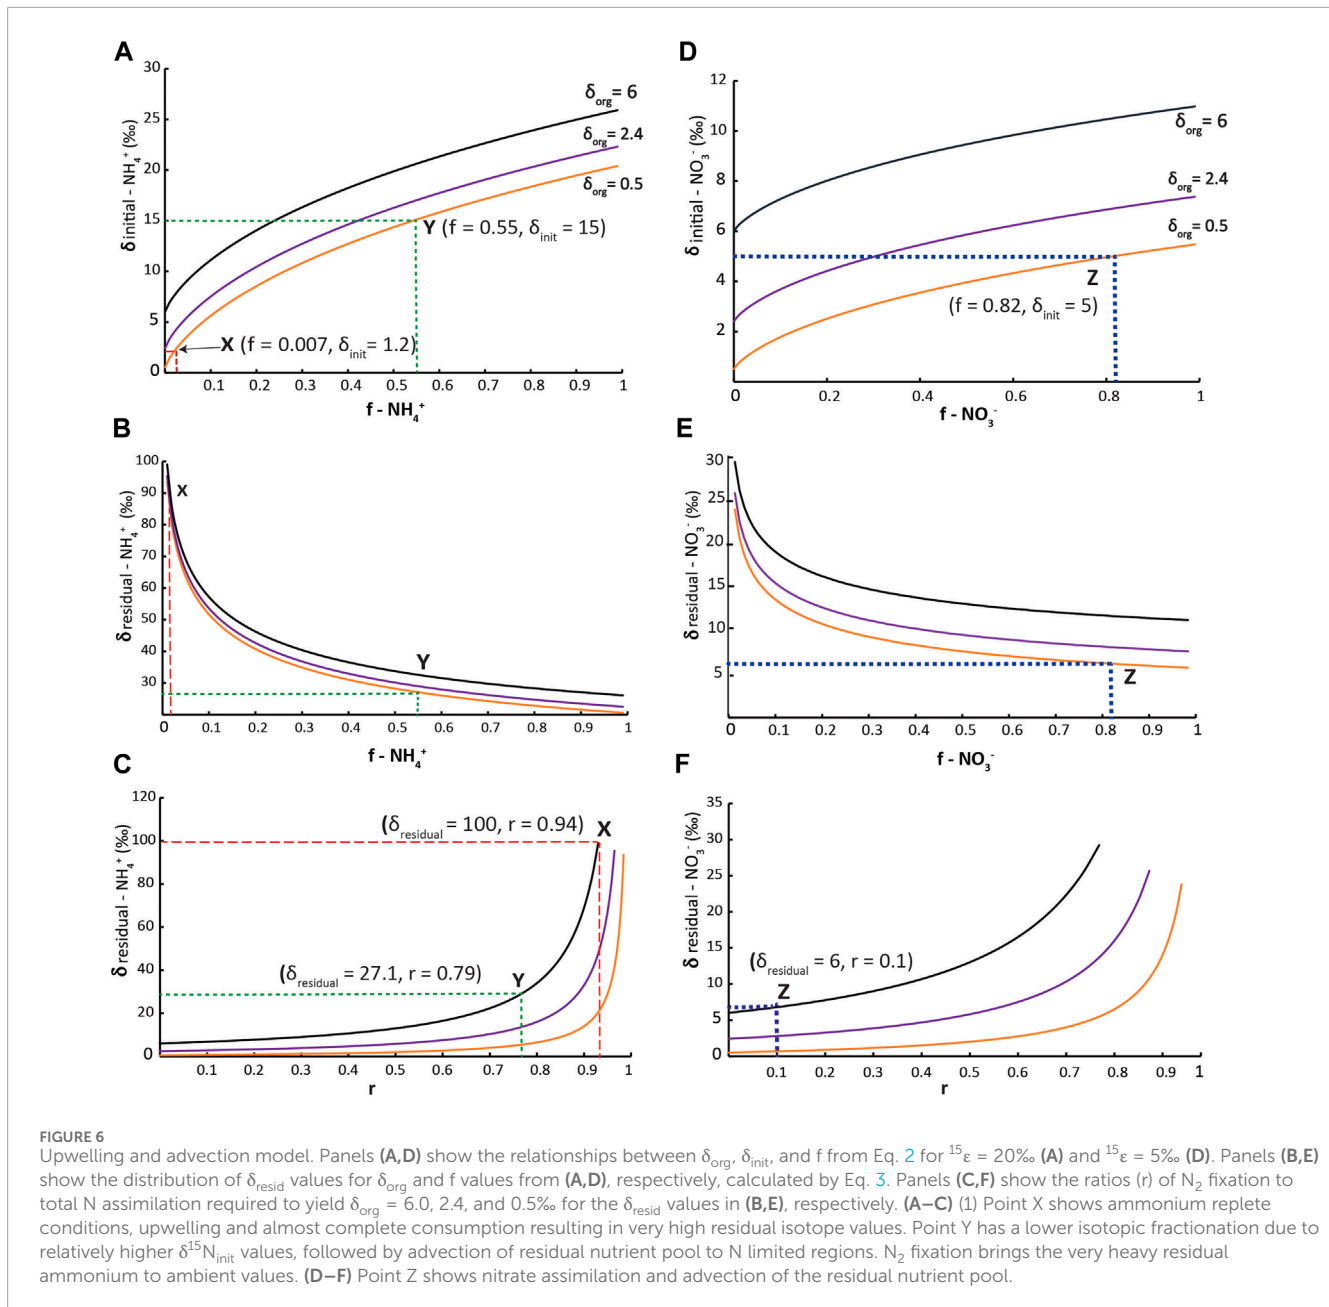 A
30
25
20
15
10
5
0
δ initial - NH₄⁺ (‰)
δorg = 6
δorg = 2.4
δorg = 0.5
Y (f = 0.55, δinit = 15)
X (f = 0.007, δinit = 1.2)
0.1 0.2 0.3 0.4 0.5 0.6 0.7 0.8 0.9 1
f - NH₄⁺
D
12
10
8
6
4
2
δ initial - NO₃⁻ (‰)
δorg = 6
δorg = 2.4
δorg = 0.5
Z
(f = 0.82, δinit = 5)
0 0.2 0.4 0.6 0.8 1
f - NO₃⁻
B
100
90
80
70
60
50
40
30
δ residual - NH₄⁺ (‰)
X
Y
0 0.1 0.2 0.3 0.4 0.5 0.6 0.7 0.8 0.9 1
f - NH₄⁺
E
30
25
20
15
10
5
δ residual - NO₃⁻ (‰)
Z
0 0.1 0.2 0.3 0.4 0.5 0.6 0.7 0.8 0.9 1
f - NO₃⁻
C
120
100
80
60
40
20
0
δ residual - NH₄⁺ (‰)
(δresidual = 100, r = 0.94) X
(δresidual = 27.1, r = 0.79) Y
0.1 0.2 0.3 0.4 0.5 0.6 0.7 0.8 0.9 1
r
F
35
30
25
20
15
10
5
0
δ residual - NO₃⁻ (‰)
(δresidual = 6, r = 0.1)
Z
0.1 0.2 0.3 0.4 0.5 0.6 0.7 0.8 0.9 1
r
FIGURE 6
Upwelling and advection model. Panels (A,D) show the relationships between δorg, δinit, and f from Eq. 2 for ¹⁵ε = 20‰ (A) and ¹⁵ε = 5‰ (D). Panels (B,E)
show the distribution of δresid values for δorg and f values from (A,D), respectively, calculated by Eq. 3. Panels (C,F) show the ratios (r) of N₂ fixation to
total N assimilation required to yield δorg = 6.0, 2.4, and 0.5‰ for the δresid values in (B,E), respectively. (A–C) (1) Point X shows ammonium replete
conditions, upwelling and almost complete consumption resulting in very high residual isotope values. Point Y has a lower isotopic fractionation due to
relatively higher δ¹⁵Ninit values, followed by advection of residual nutrient pool to N limited regions. N₂ fixation brings the very heavy residual
ammonium to ambient values. (D–F) Point Z shows nitrate assimilation and advection of the residual nutrient pool.